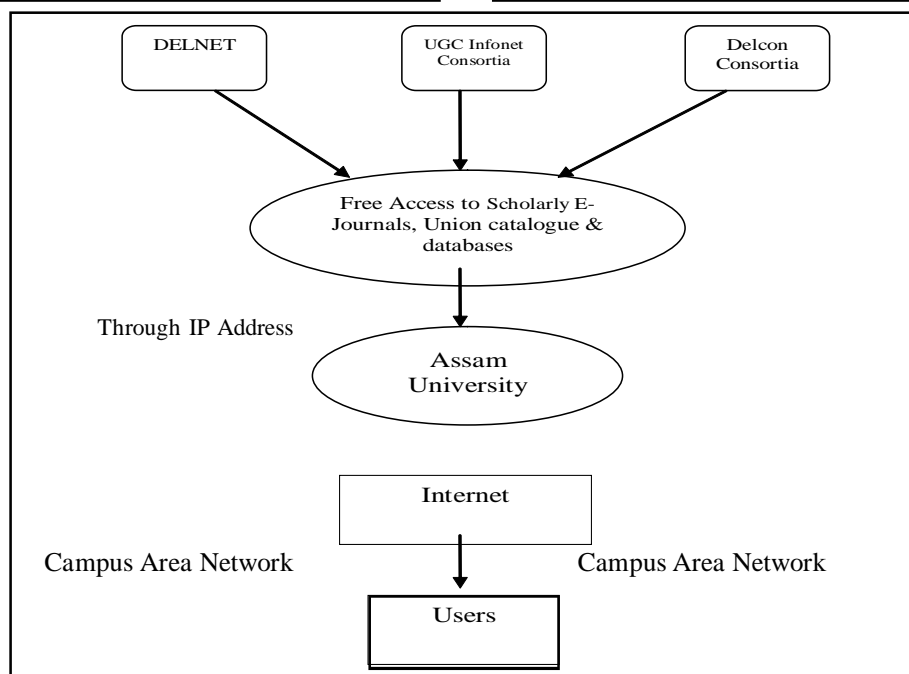 DELNET
UGC Infonet
Consortia
Delcon
Consortia
Free Access to Scholarly E-
Journals, Union catalogue &
databases
Through IP Address
Assam
University
Internet
Campus Area Network
Campus Area Network
Users